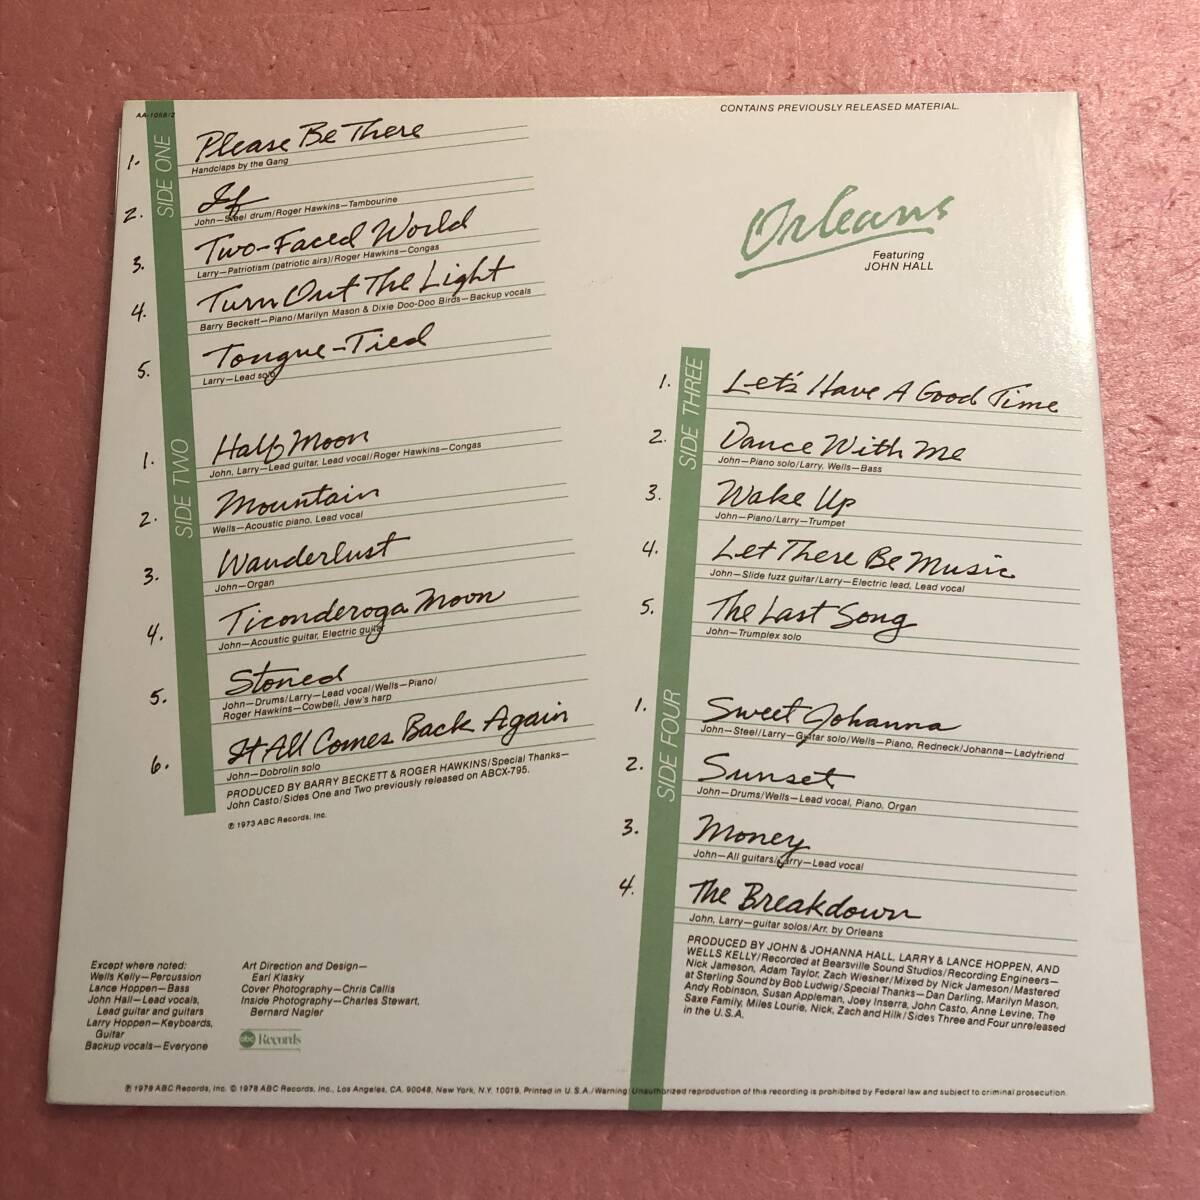 AA-1058/2
CONTAINS PREVIOUSLY RELEASED MATERIAL.
SIDE ONE
1. Please Be There
Handclaps by the Gang
2. If
John—Steel drum/Roger Hawkins—Tambourine
3. Two-Faced World
Larry—Patriotism (patriotic airs)/Roger Hawkins—Congas
4. Turn Out The Light
Barry Beckett—Piano/Marilyn Mason & Dixie Doo-Doo Birds—Backup vocals
5. Tongue-Tied
Larry—Lead solo
SIDE TWO
1. Half Moon
John, Larry—Lead guitar, Lead vocal/Roger Hawkins—Congas
2. Mountain
Wells—Acoustic piano, Lead vocal
3. Wanderlust
John—Organ
4. Ticonderoga Moon
John—Acoustic guitar, Electric guitar
5. Stoned
John—Drums/Larry—Lead vocal/Wells—Piano/
Roger Hawkins—Cowbell, Jew's harp
6. It All Comes Back Again
John—Dobrolin solo
PRODUCED BY BARRY BECKETT & ROGER HAWKINS/Special Thanks—
John Casto/Sides One and Two previously released on ABCX-795.
℗ 1973 ABC Records, Inc.
Orleans
Featuring
JOHN HALL
SIDE THREE
1. Let's Have A Good Time
2. Dance With Me
John—Piano solo/Larry, Wells—Bass
3. Wake Up
John—Piano/Larry—Trumpet
4. Let There Be Music
John—Slide fuzz guitar/Larry—Electric lead, Lead vocal
5. The Last Song
John—Trumplex solo
SIDE FOUR
1. Sweet Johanna
John—Steel/Larry—Guitar solo/Wells—Piano, Redneck/Johanna—Ladyfriend
2. Sunset
John—Drums/Wells—Lead vocal, Piano, Organ
3. Money
John—All guitars/Larry—Lead vocal
4. The Breakdown
John, Larry—guitar solos/Arr. by Orleans
PRODUCED BY JOHN & JOHANNA HALL, LARRY & LANCE HOPPEN, AND
WELLS KELLY/Recorded at Bearsville Sound Studios/Recording Engineers—
Nick Jameson, Adam Taylor, Zach Wiesner/Mixed by Nick Jameson/Mastered
at Sterling Sound by Bob Ludwig/Special Thanks—Dan Darling, Marilyn Mason,
Andy Robinson, Susan Appleman, Joey Inserra, John Casto, Anne Levine, The
Saxe Family, Miles Lourie, Nick, Zach and Hilk/Sides Three and Four unreleased
in the U.S.A.
Except where noted:
Wells Kelly—Percussion
Lance Hoppen—Bass
John Hall—Lead vocals,
Lead guitar and guitars
Larry Hoppen—Keyboards,
Guitar
Backup vocals—Everyone
Art Direction and Design—
Earl Klasky
Cover Photography—Chris Callis
Inside Photography—Charles Stewart,
Bernard Nagler
abc Records
℗ 1978 ABC Records, Inc. © 1978 ABC Records, Inc., Los Angeles, CA. 90048, New York, N.Y. 10019. Printed in U.S.A./Warning: Unauthorized reproduction of this recording is prohibited by Federal law and subject to criminal prosecution.